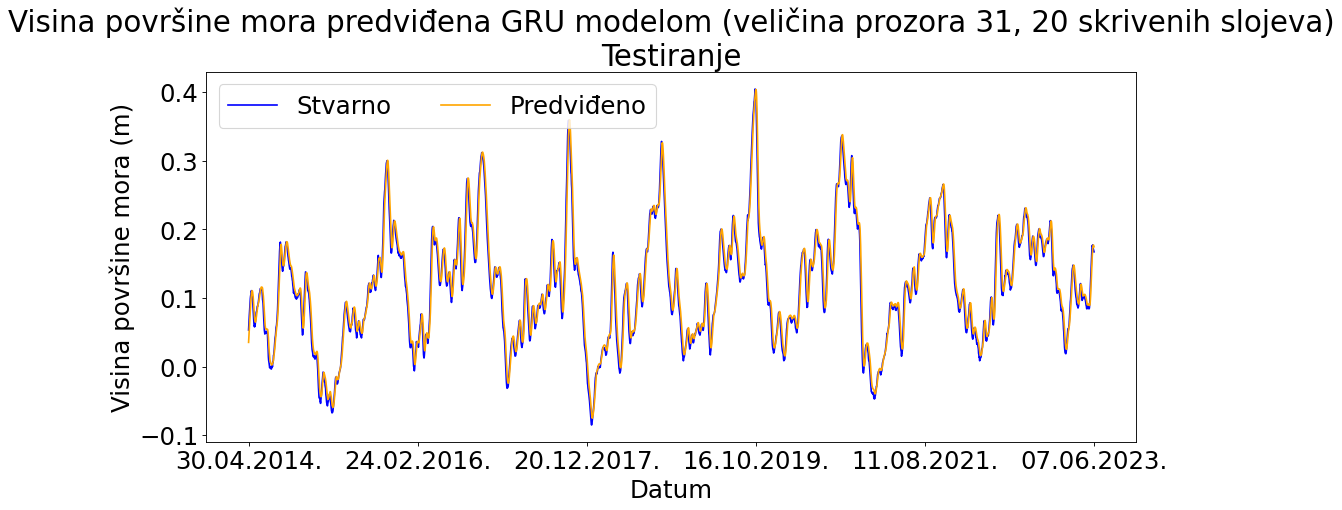 Visina površine mora predviđena GRU modelom (veličina prozora 31, 20 skrivenih slojeva)
Testiranje
Stvarno
Predviđeno
Visina površine mora (m)
0.4
0.3
0.2
0.1
0.0
−0.1
30.04.2014.
24.02.2016.
20.12.2017.
16.10.2019.
11.08.2021.
07.06.2023.
Datum